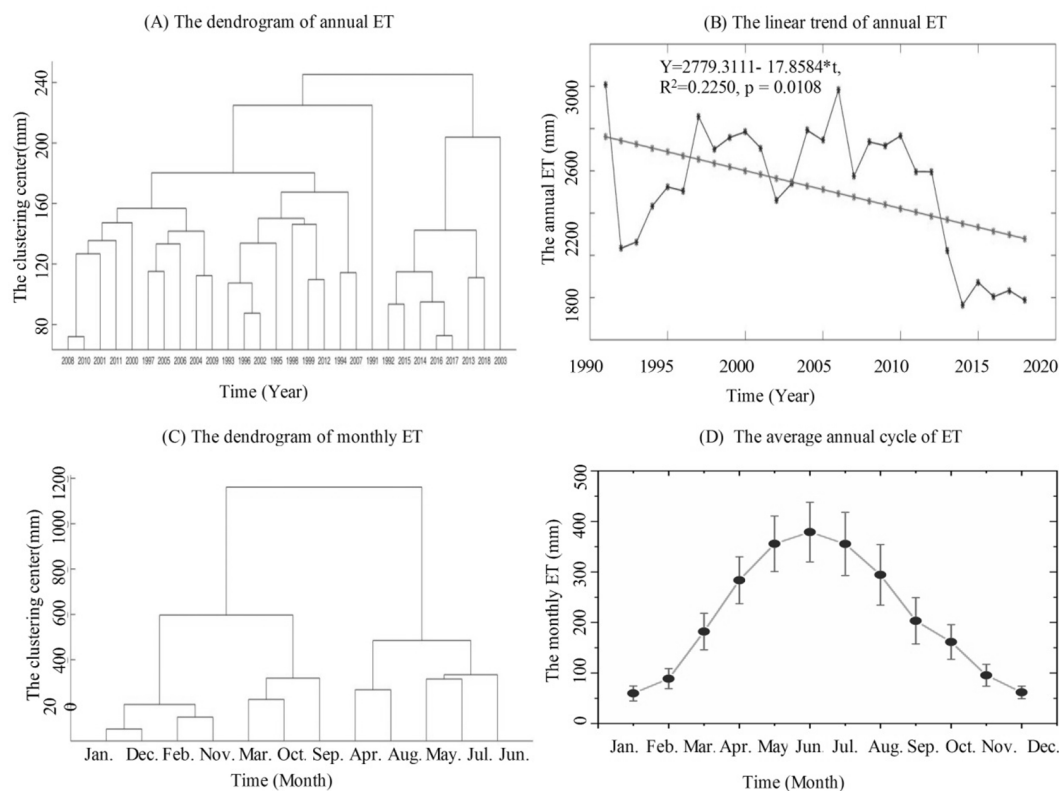 (A) The dendrogram of annual ET
The clustering center(mm)
240
200
160
120
80
2008 2010 2001 2011 2000 1997 2005 2006 2004 2009 1993 1996 2002 1995 1998 1999 2012 1994 2007 1991 1992 2015 2014 2016 2017 2013 2018 2003
Time (Year)
(B) The linear trend of annual ET
Y=2779.3111- 17.8584*t,
R²=0.2250, p = 0.0108
The annual ET (mm)
3000
2600
2200
1800
1990 1995 2000 2005 2010 2015 2020
Time (Year)
(C) The dendrogram of monthly ET
The clustering center(mm)
1200
1000
800
600
400
20 0
Jan. Dec. Feb. Nov. Mar. Oct. Sep. Apr. Aug. May Jul. Jun.
Time (Month)
(D) The average annual cycle of ET
The monthly ET (mm)
500
400
300
200
100
0
Jan. Feb. Mar. Apr. May Jun. Jul. Aug. Sep. Oct. Nov. Dec.
Time (Month)